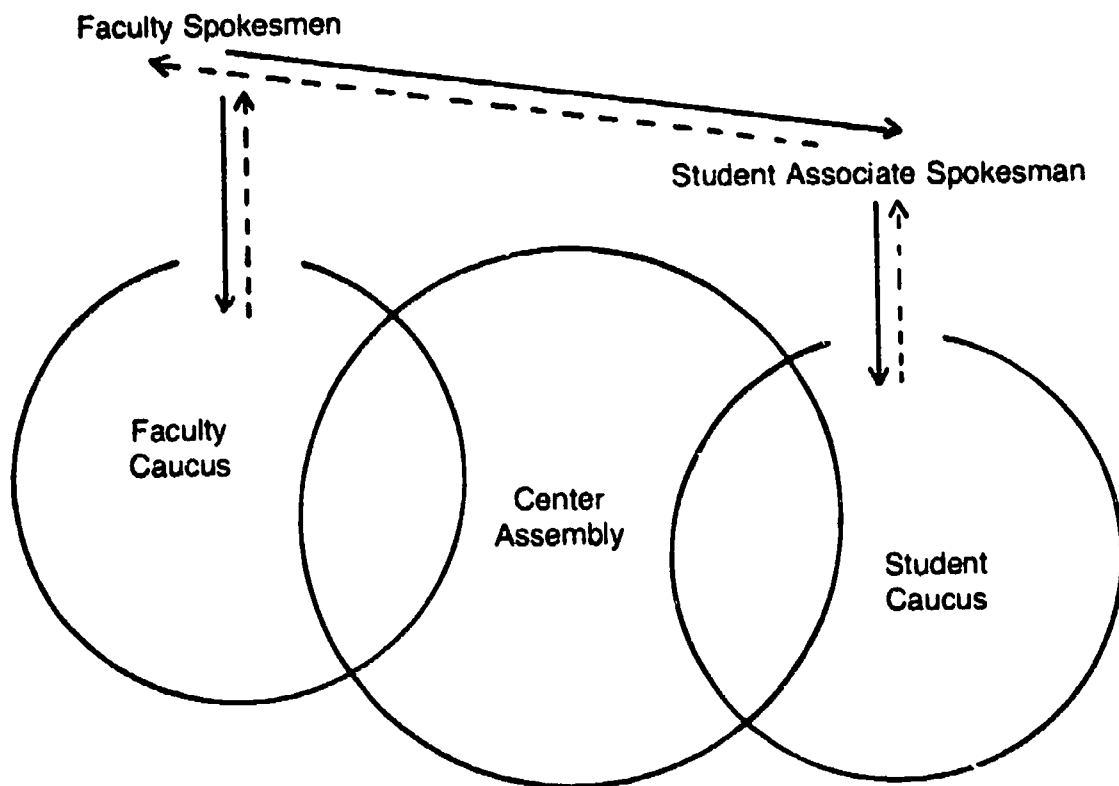 Faculty Spokesmen
Student Associate Spokesman
Faculty
Caucus
Center
Assembly
Student
Caucus